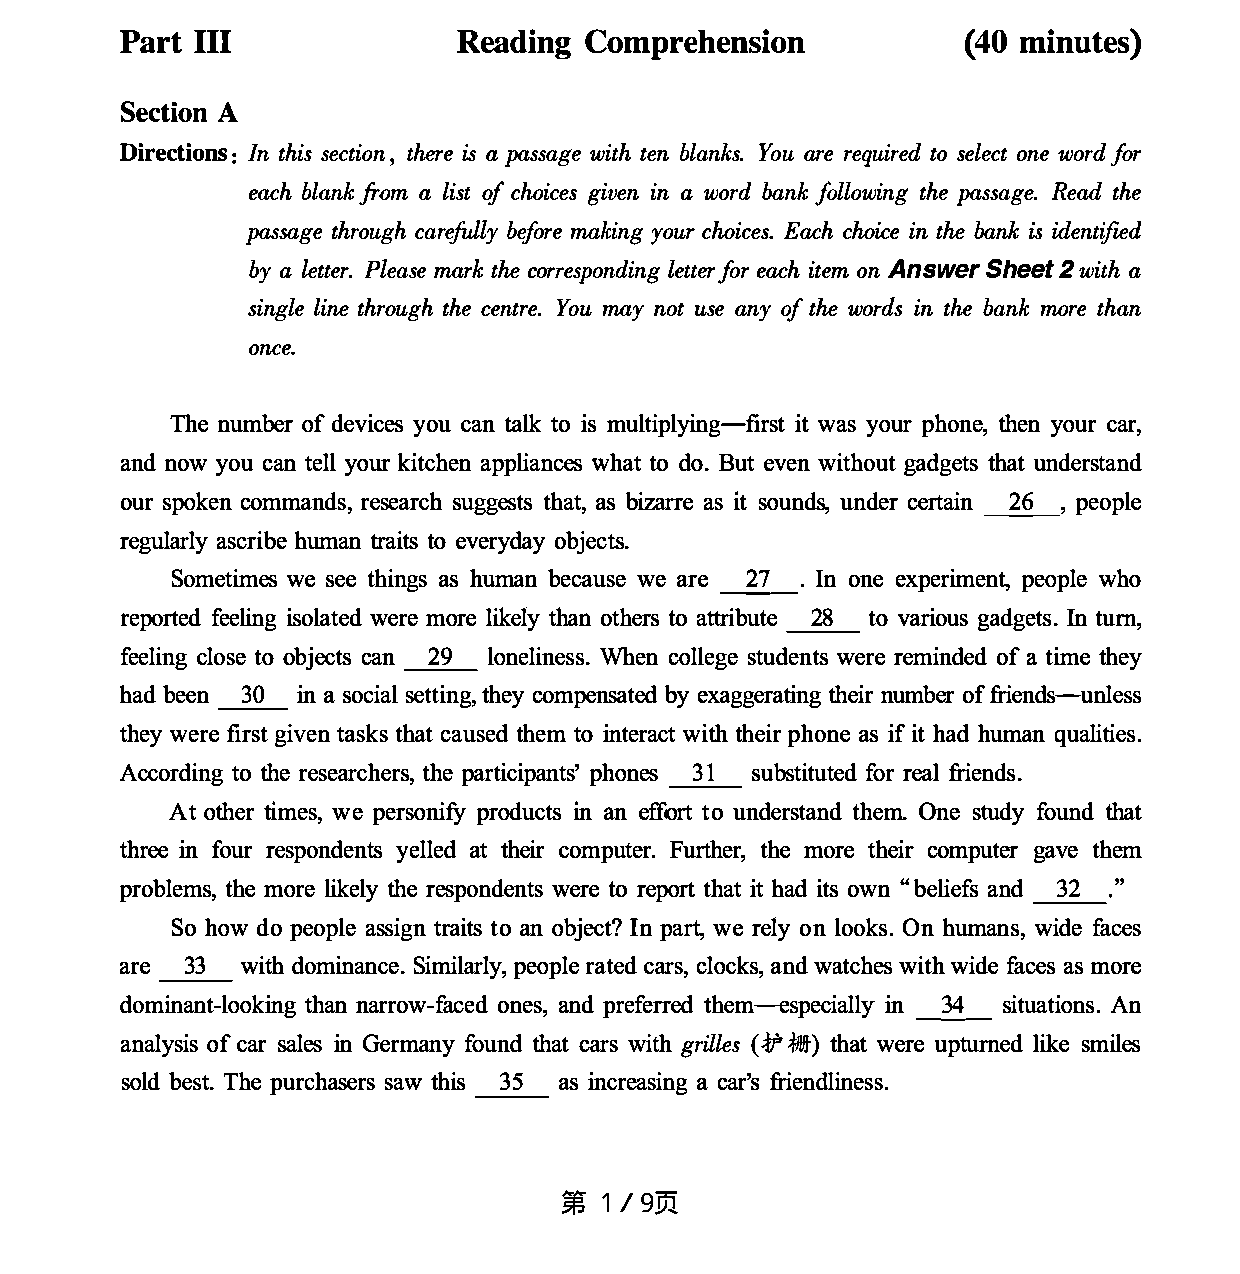 Part III Reading Comprehension (40 minutes)
Section A
Directions: In this section, there is a passage with ten blanks. You are required to select one word for
each blank from a list of choices given in a word bank following the passage. Read the
passage through carefully before making your choices. Each choice in the bank is identified
by a letter. Please mark the corresponding letter for each item on Answer Sheet 2 with a
single line through the centre. You may not use any of the words in the bank more than
once.
The number of devices you can talk to is multiplying—first it was your phone, then your car,
and now you can tell your kitchen appliances what to do. But even without gadgets that understand
our spoken commands, research suggests that, as bizarre as it sounds, under certain 26 , people
regularly ascribe human traits to everyday objects.
Sometimes we see things as human because we are 27 . In one experiment, people who
reported feeling isolated were more likely than others to attribute 28 to various gadgets. In turn,
feeling close to objects can 29 loneliness. When college students were reminded of a time they
had been 30 in a social setting, they compensated by exaggerating their number of friends—unless
they were first given tasks that caused them to interact with their phone as if it had human qualities.
According to the researchers, the participants' phones 31 substituted for real friends.
At other times, we personify products in an effort to understand them. One study found that
three in four respondents yelled at their computer. Further, the more their computer gave them
problems, the more likely the respondents were to report that it had its own “beliefs and 32 .”
So how do people assign traits to an object? In part, we rely on looks. On humans, wide faces
are 33 with dominance. Similarly, people rated cars, clocks, and watches with wide faces as more
dominant-looking than narrow-faced ones, and preferred them—especially in 34 situations. An
analysis of car sales in Germany found that cars with grilles (护栅) that were upturned like smiles
sold best. The purchasers saw this 35 as increasing a car's friendliness.
第 1 / 9页